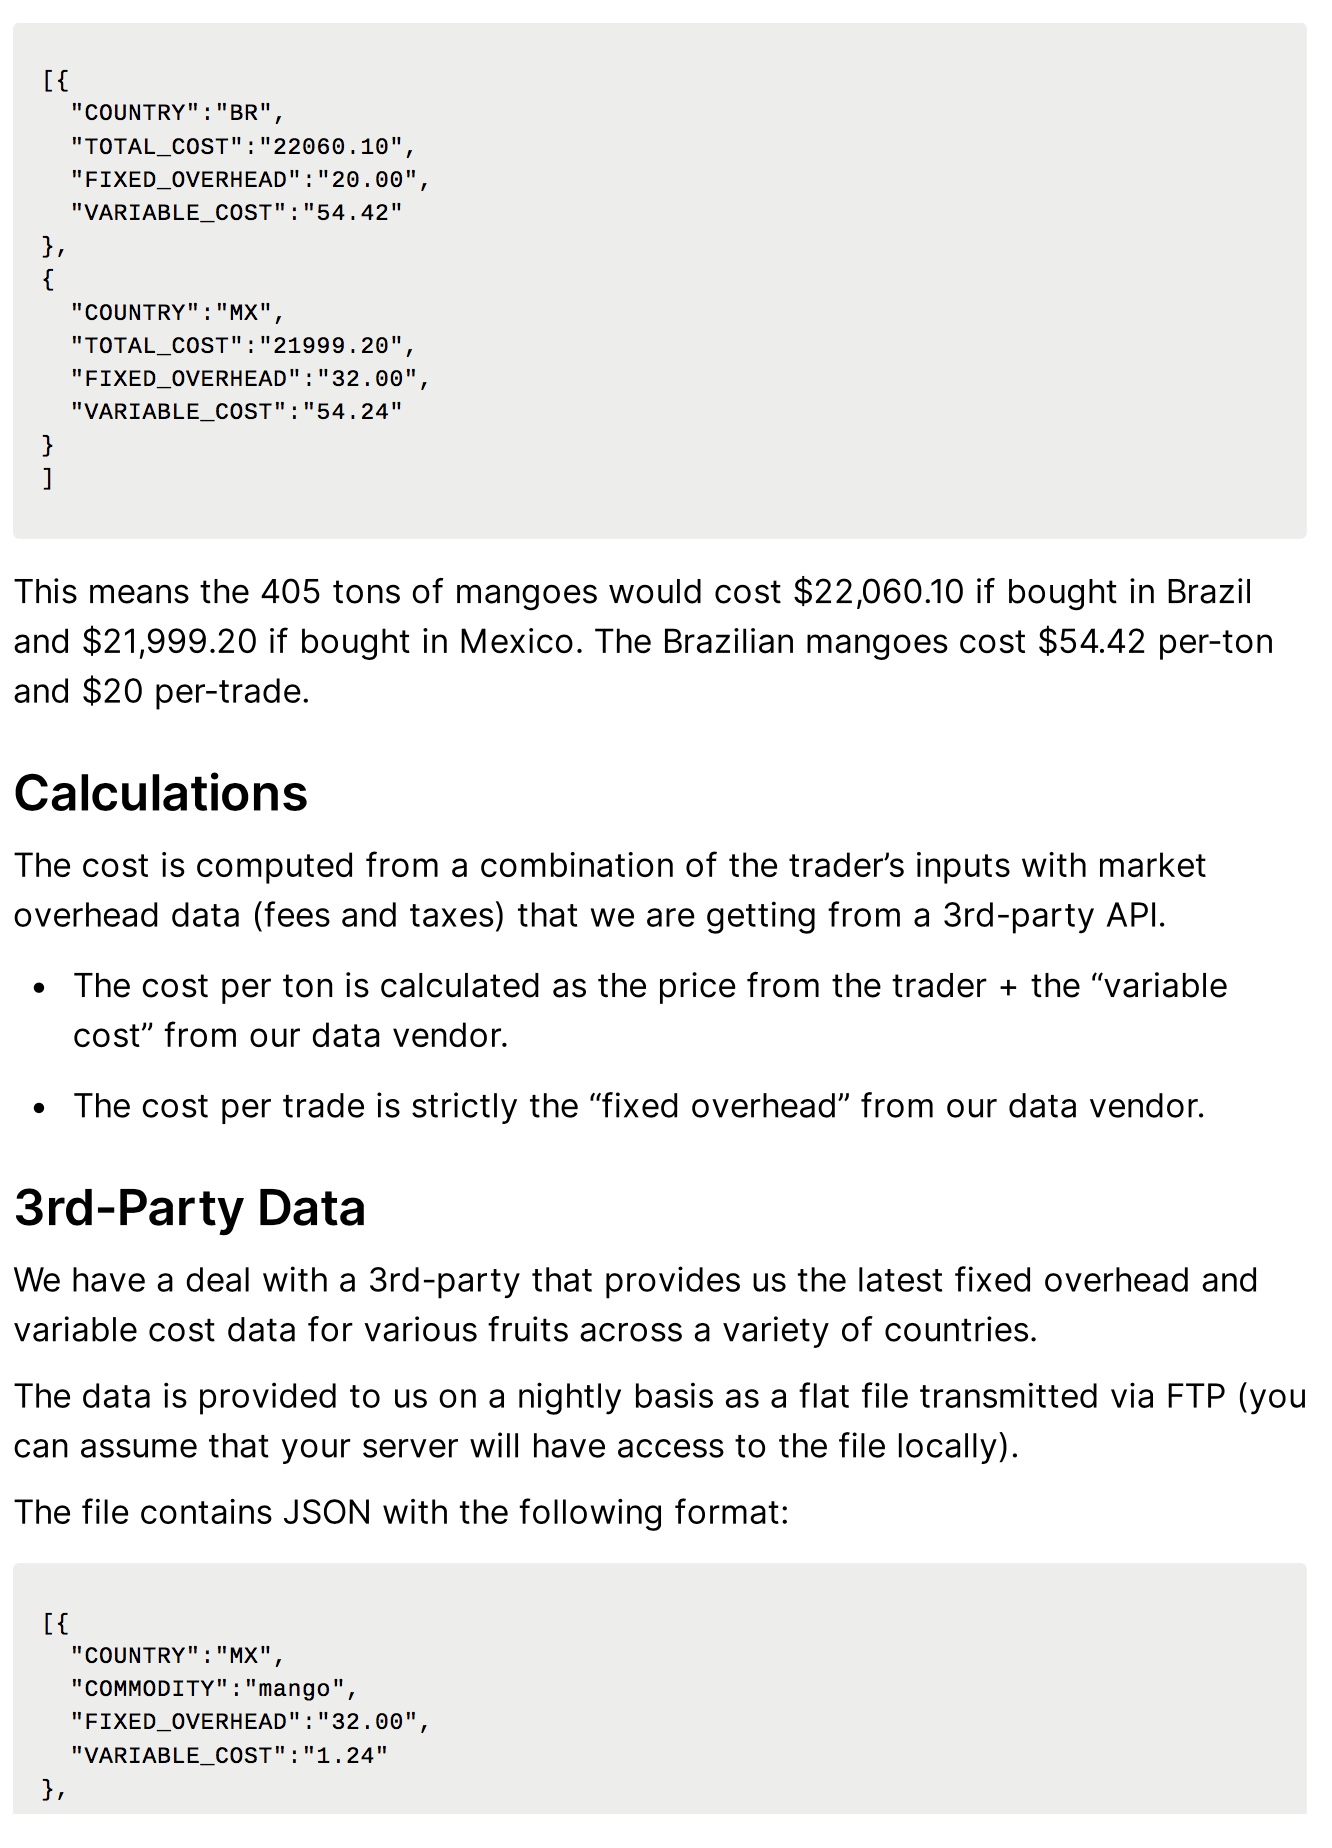 [{
  "COUNTRY":"BR",
  "TOTAL_COST":"22060.10",
  "FIXED_OVERHEAD":"20.00",
  "VARIABLE_COST":"54.42"
},
{
  "COUNTRY":"MX",
  "TOTAL_COST":"21999.20",
  "FIXED_OVERHEAD":"32.00",
  "VARIABLE_COST":"54.24"
}
]
This means the 405 tons of mangoes would cost $22,060.10 if bought in Brazil
and $21,999.20 if bought in Mexico. The Brazilian mangoes cost $54.42 per-ton
and $20 per-trade.
Calculations
The cost is computed from a combination of the trader’s inputs with market
overhead data (fees and taxes) that we are getting from a 3rd-party API.
• The cost per ton is calculated as the price from the trader + the “variable
cost” from our data vendor.
• The cost per trade is strictly the “fixed overhead” from our data vendor.
3rd-Party Data
We have a deal with a 3rd-party that provides us the latest fixed overhead and
variable cost data for various fruits across a variety of countries.
The data is provided to us on a nightly basis as a flat file transmitted via FTP (you
can assume that your server will have access to the file locally).
The file contains JSON with the following format:
[{
  "COUNTRY":"MX",
  "COMMODITY":"mango",
  "FIXED_OVERHEAD":"32.00",
  "VARIABLE_COST":"1.24"
},